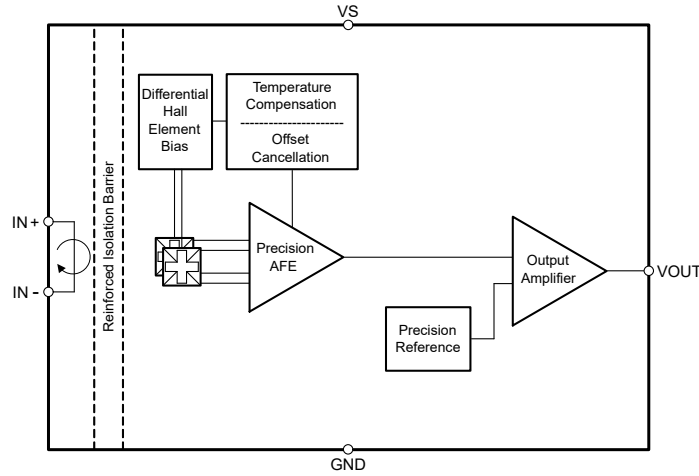 VS
Differential
Hall
Element
Bias
Temperature
Compensation
Offset
Cancellation
IN+
IN-
Reinforced Isolation Barrier
Precision
AFE
Output
Amplifier
VOUT
Precision
Reference
GND